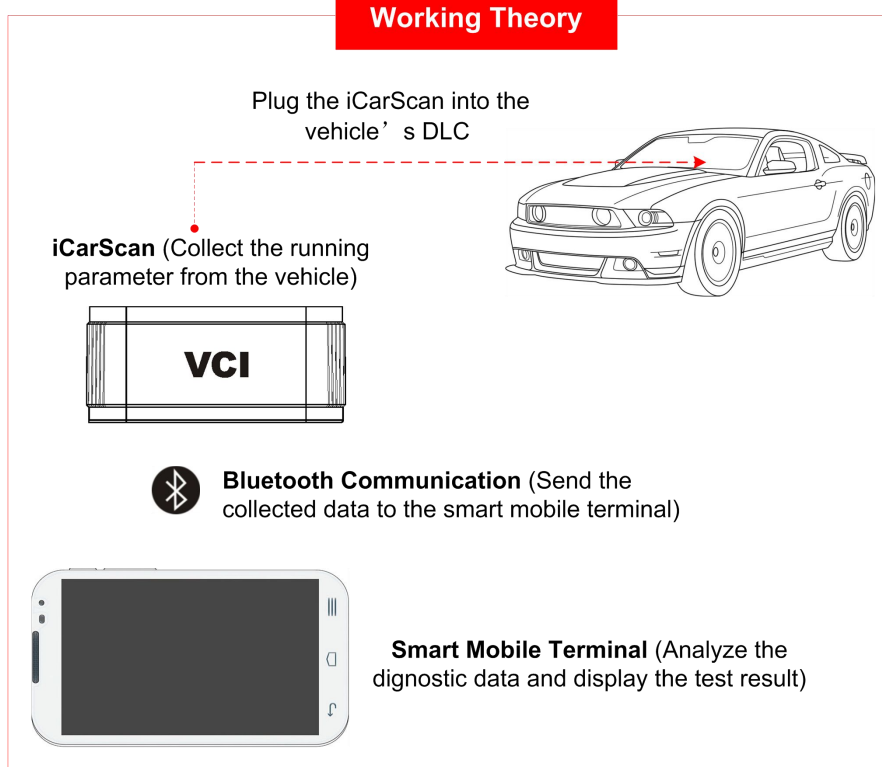 Working Theory
Plug the iCarScan into the
vehicle’ s DLC
iCarScan (Collect the running
parameter from the vehicle)
VCI
Bluetooth Communication (Send the
collected data to the smart mobile terminal)
Smart Mobile Terminal (Analyze the
dignostic data and display the test result)